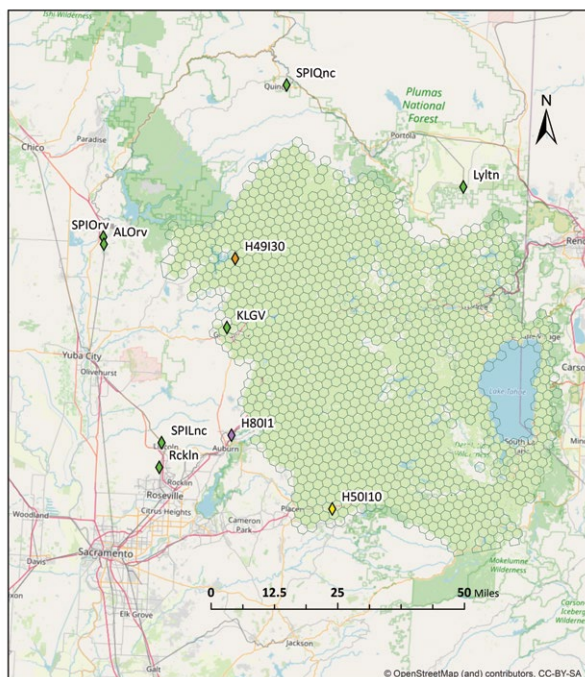 Ishi Wilderness
SPIQnc
Quincy
Plumas
National
Forest
N
Paradise
Chico
Portola
Lyltn
SPIOrv
ALOrv
Reno
H49I30
KLGV
Yuba City
Olivehurst
Carson
Lake Tahoe
South La
SPILnc
H80I1
Auburn
Rckln
Rocklin
Roseville
H50I10
Woodland
Citrus Heights
Placer
Cameron
Park
Davis
Sacramento
Mokelumne
Wilderness
Elk Grove
Carson-
Iceberg
Wilderness
0 12.5 25 50 Miles
Jackson
Galt
© OpenStreetMap (and) contributors, CC-BY-SA